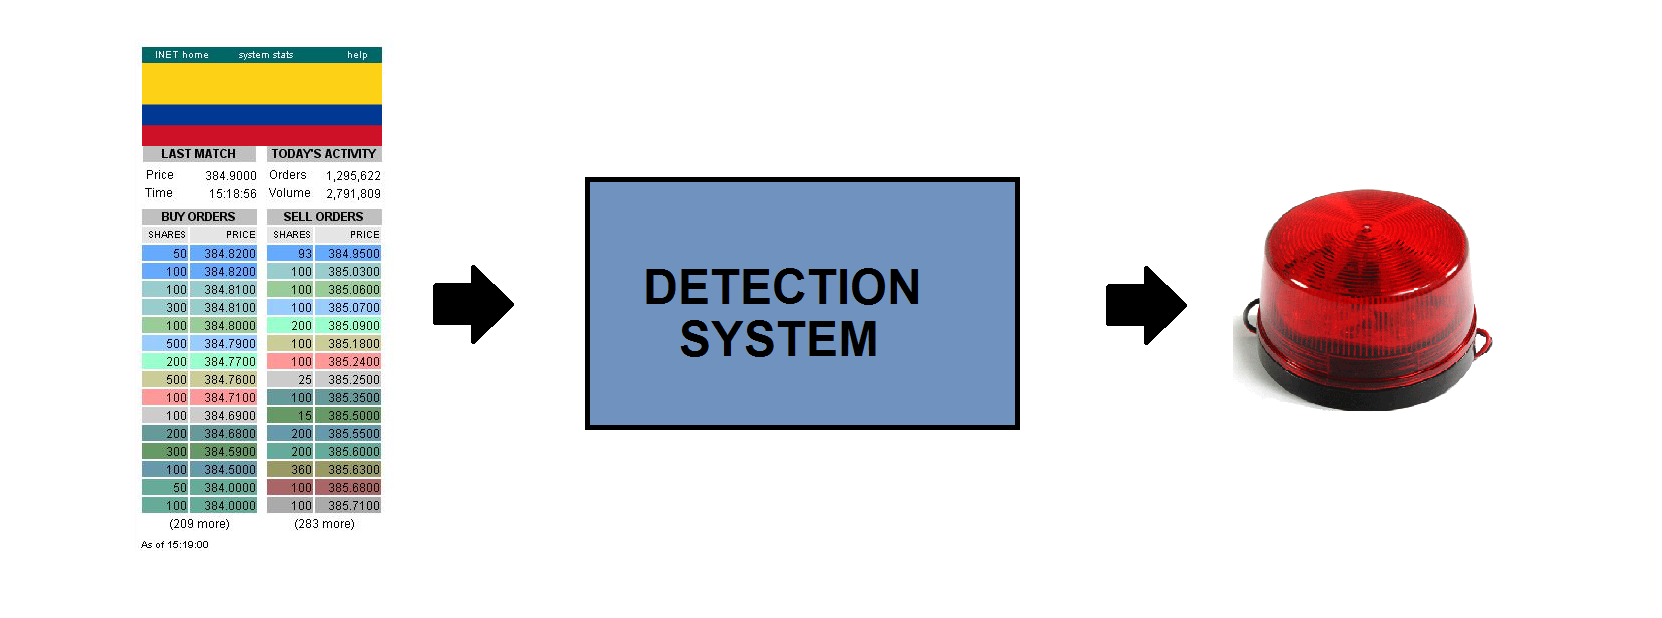 INET home system stats help
LAST MATCH TODAY'S ACTIVITY
Price 384.9000 Orders 1,295,622
Time 15:18:56 Volume 2,791,809
BUY ORDERS SELL ORDERS
SHARES PRICE SHARES PRICE
50 384.8200 93 384.9500
100 384.8200 100 385.0300
100 384.8100 100 385.0600
300 384.8100 100 385.0700
100 384.8000 200 385.0900
500 384.7900 100 385.1800
200 384.7700 100 385.2400
500 384.7600 25 385.2500
100 384.7100 100 385.3500
100 384.6900 15 385.5000
200 384.6800 200 385.5500
300 384.5900 200 385.6000
100 384.5000 360 385.6300
50 384.0000 100 385.6800
100 384.0000 100 385.7100
(209 more) (283 more)
As of 15:19:00
DETECTION
SYSTEM